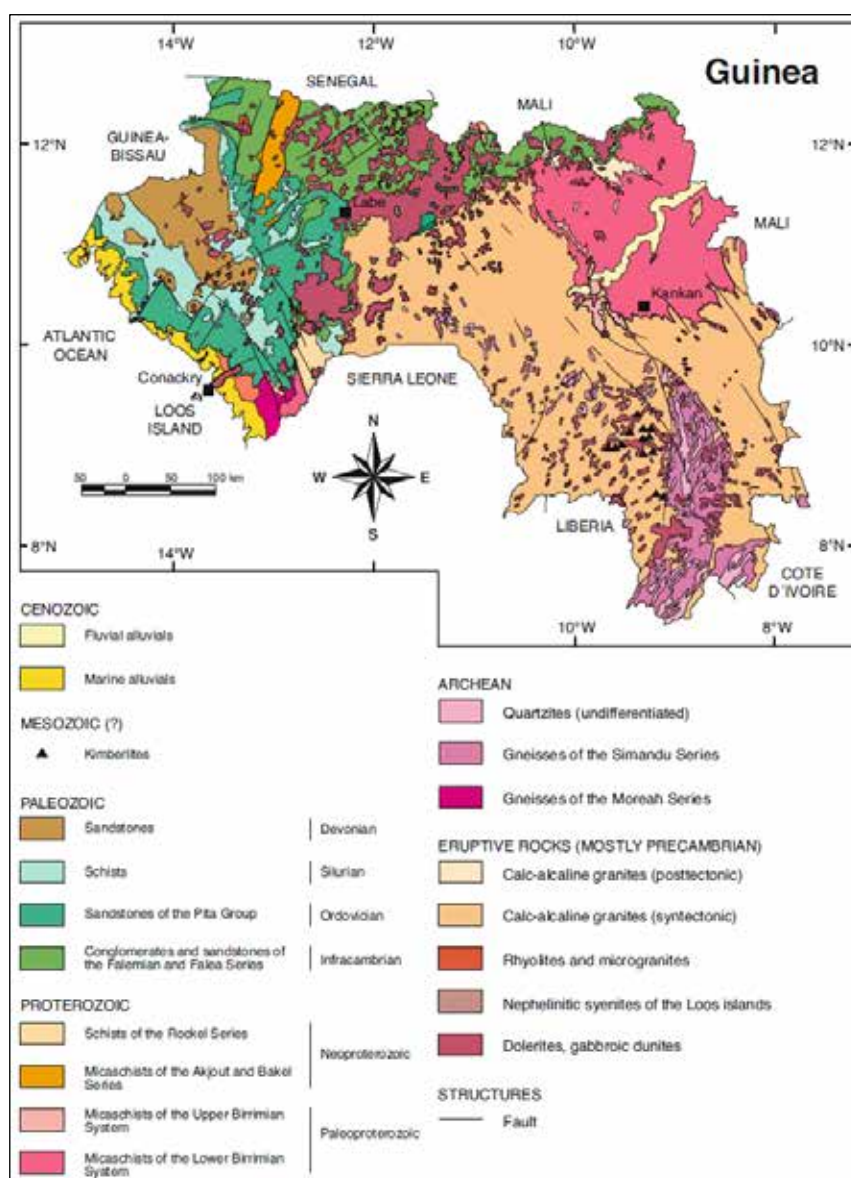 Guinea
14°W
12°W
10°W
SENEGAL
MALI
12°N
12°N
GUINEA-
BISSAU
Labe
MALI
Kankan
ATLANTIC
OCEAN
10°N
10°N
Conackry
SIERRA LEONE
LOOS
ISLAND
N
W
E
S
50 0 50 100 km
LIBERIA
8°N
14°W
8°N
COTE
D'IVOIRE
10°W
8°W
CENOZOIC
Fluvial alluvials
Marine alluvials
MESOZOIC (?)
Kimberlites
PALEOZOIC
Sandstones
Devonian
Schists
Silurian
Sandstones of the Pita Group
Ordovician
Conglomerates and sandstones of
the Falemian and Falea Series
Infracambrian
PROTEROZOIC
Schists of the Rockel Series
Neoproterozoic
Micaschists of the Akjout and Bakel
Series
Micaschists of the Upper Birrimian
System
Paleoproterozoic
Micaschists of the Lower Birrimian
System
ARCHEAN
Quartzites (undifferentiated)
Gneisses of the Simandu Series
Gneisses of the Moreah Series
ERUPTIVE ROCKS (MOSTLY PRECAMBRIAN)
Calc-alcaline granites (posttectonic)
Calc-alcaline granites (syntectonic)
Rhyolites and microgranites
Nephelinitic syenites of the Loos islands
Dolerites, gabbroic dunites
STRUCTURES
Fault